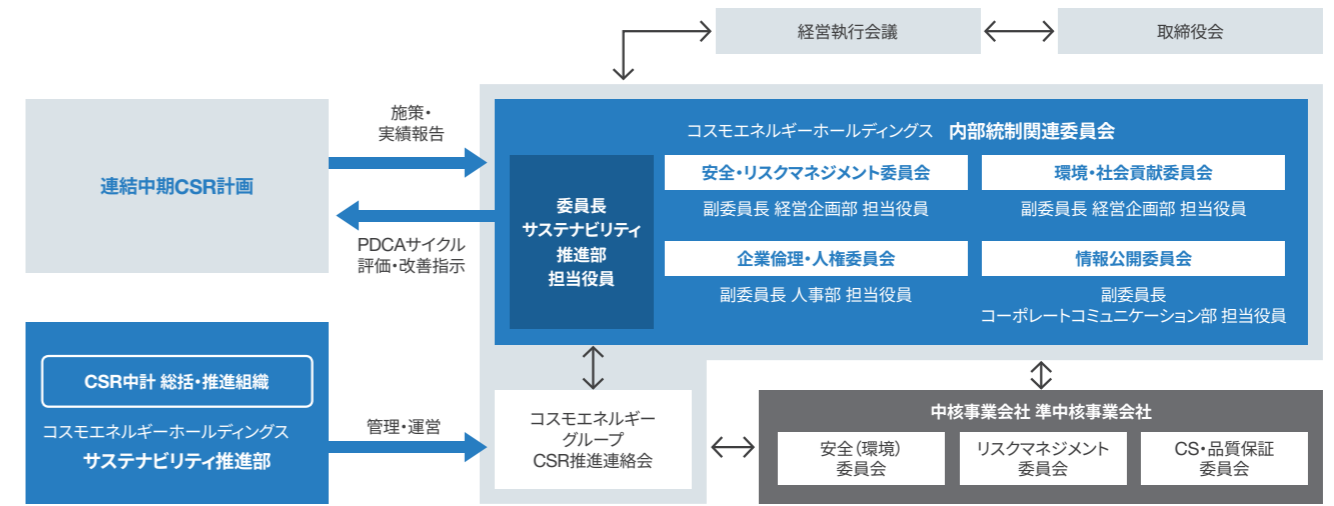 経営執行会議
取締役会
連結中期CSR計画
施策・
実績報告
PDCAサイクル
評価・改善指示
コスモエネルギーホールディングス 内部統制関連委員会
委員長
サステナビリティ
推進部
担当役員
安全・リスクマネジメント委員会
副委員長 経営企画部 担当役員
環境・社会貢献委員会
副委員長 経営企画部 担当役員
企業倫理・人権委員会
副委員長 人事部 担当役員
情報公開委員会
副委員長
コーポレートコミュニケーション部 担当役員
CSR中計 総括・推進組織
コスモエネルギーホールディングス
サステナビリティ推進部
管理・運営
コスモエネルギー
グループ
CSR推進連絡会
中核事業会社 準中核事業会社
安全(環境)
委員会
リスクマネジメント
委員会
CS・品質保証
委員会